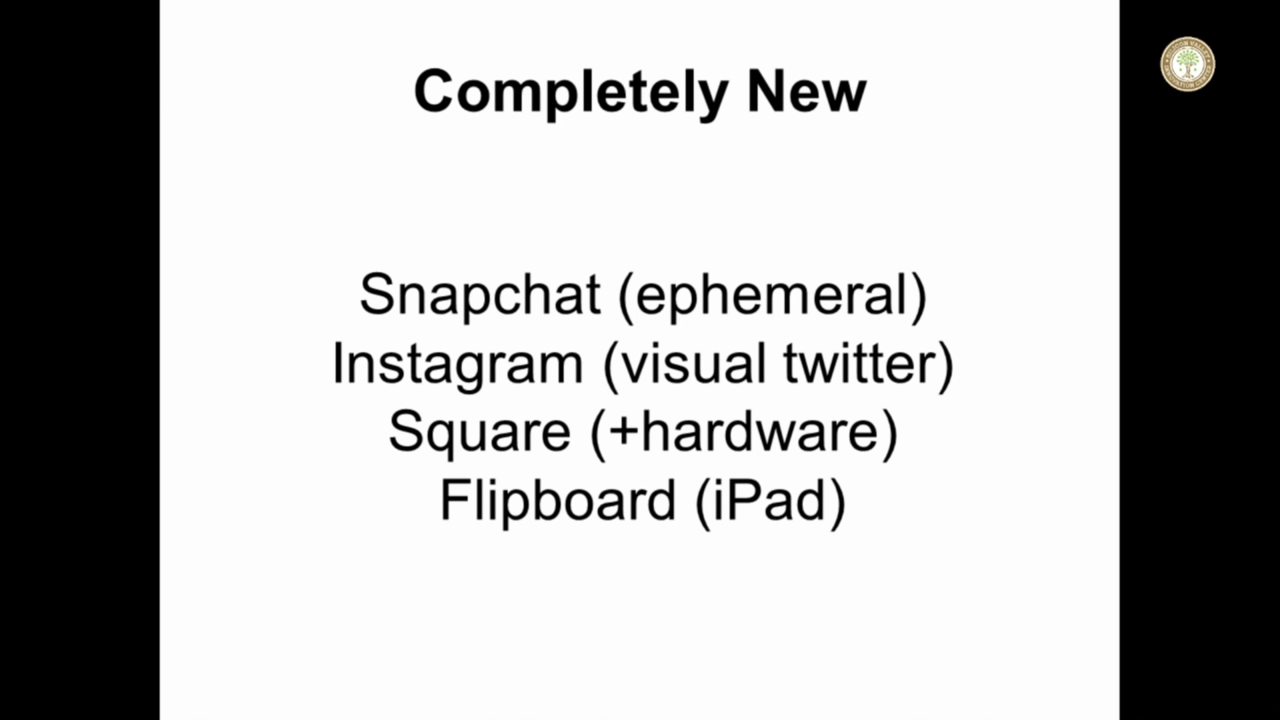 Completely New
Snapchat (ephemeral)
Instagram (visual twitter)
Square (+hardware)
Flipboard (iPad)